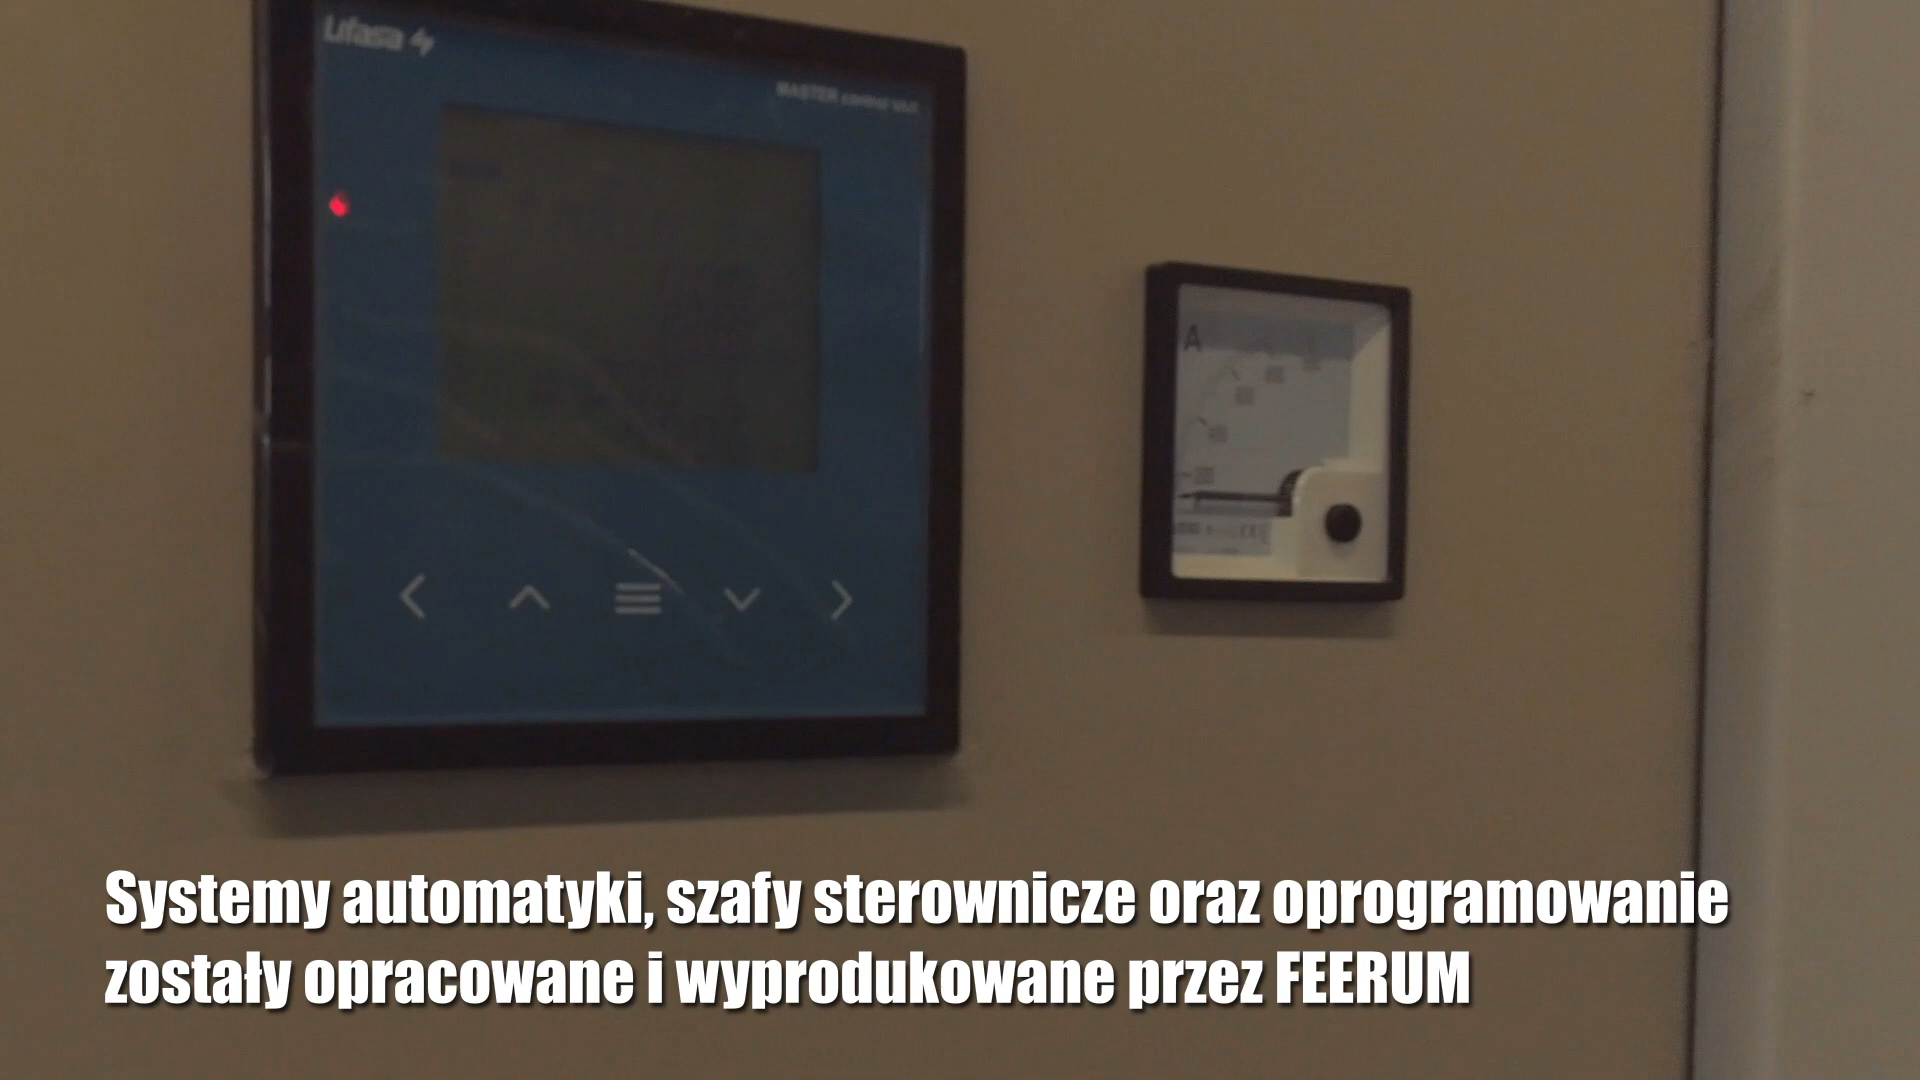 Lifasa
MASTER control VAr
A
Systemy automatyki, szafy sterownicze oraz oprogramowanie
zostały opracowane i wyprodukowane przez FEERUM